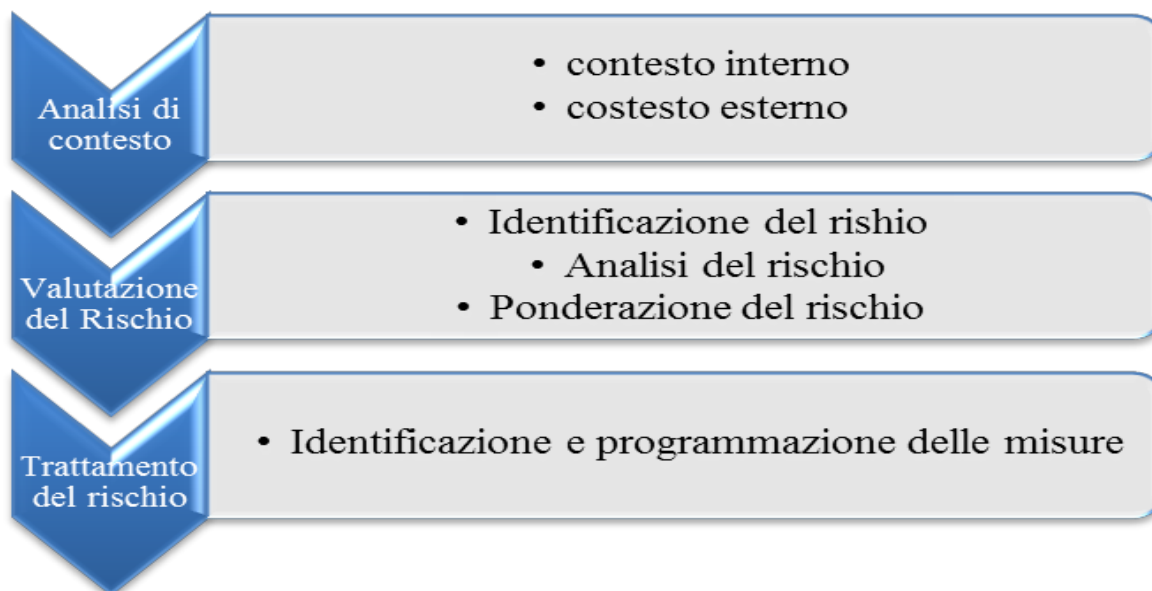 Analisi di
contesto
• contesto interno
• costesto esterno
Valutazione
del Rischio
• Identificazione del rishio
• Analisi del rischio
• Ponderazione del rischio
Trattamento
del rischio
• Identificazione e programmazione delle misure